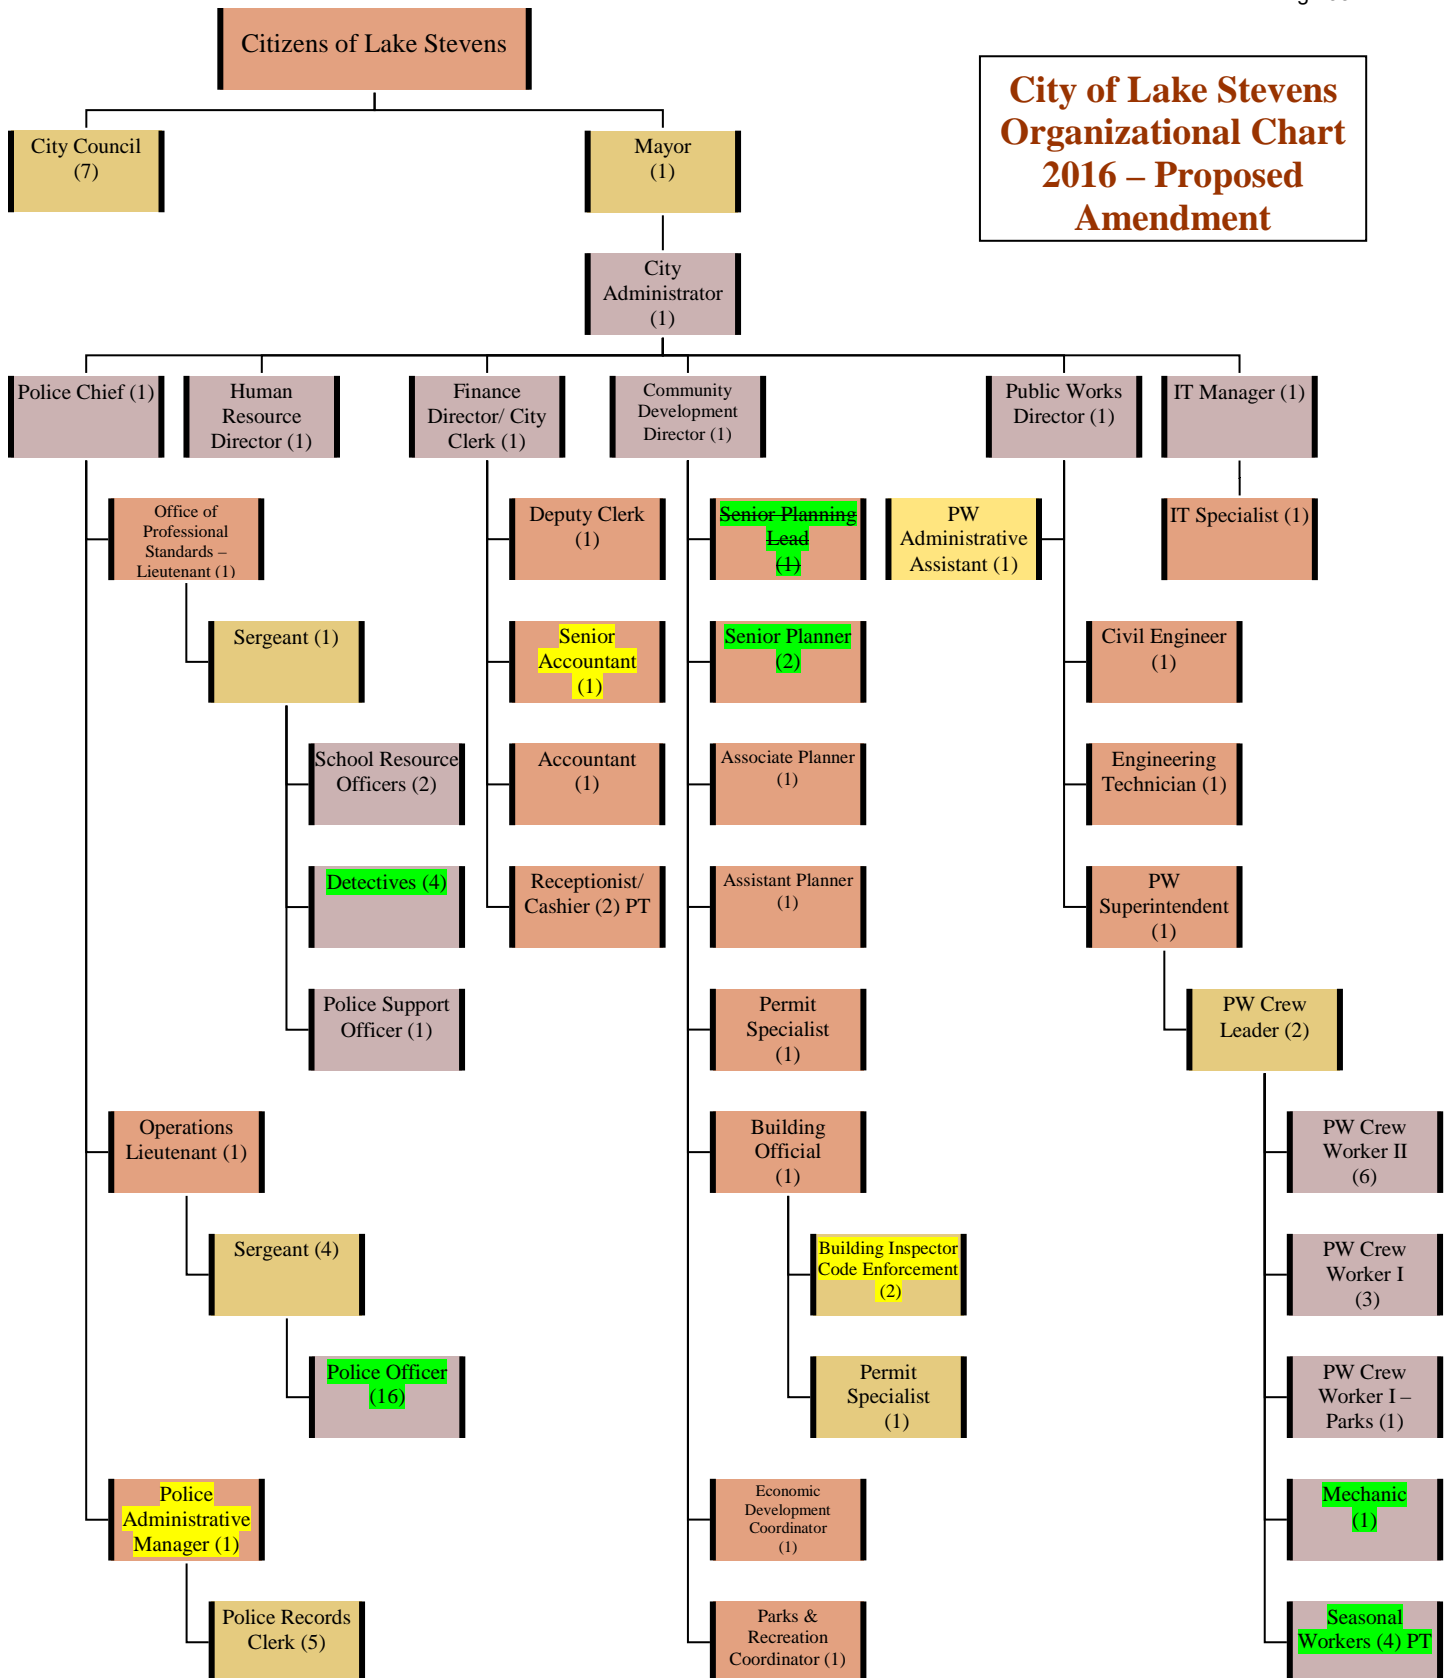 Citizens of Lake Stevens
City of Lake Stevens
Organizational Chart
2016 – Proposed
Amendment
City Council
(7)
Mayor
(1)
City
Administrator
(1)
Police Chief (1)
Human
Resource
Director (1)
Finance
Director/ City
Clerk (1)
Community
Development
Director (1)
Public Works
Director (1)
IT Manager (1)
Office of
Professional
Standards –
Lieutenant (1)
Deputy Clerk
(1)
Senior Planning
Lead
(1)
PW
Administrative
Assistant (1)
IT Specialist (1)
Sergeant (1)
Senior
Accountant
(1)
Senior Planner
(2)
Civil Engineer
(1)
School Resource
Officers (2)
Accountant
(1)
Associate Planner
(1)
Engineering
Technician (1)
Detectives (4)
Receptionist/
Cashier (2) PT
Assistant Planner
(1)
PW
Superintendent
(1)
Police Support
Officer (1)
Permit
Specialist
(1)
PW Crew
Leader (2)
Operations
Lieutenant (1)
Building
Official
(1)
PW Crew
Worker II
(6)
Sergeant (4)
Building Inspector
Code Enforcement
(2)
PW Crew
Worker I
(3)
Police Officer
(16)
Permit
Specialist
(1)
PW Crew
Worker I –
Parks (1)
Police
Administrative
Manager (1)
Economic
Development
Coordinator
(1)
Mechanic
(1)
Police Records
Clerk (5)
Parks &
Recreation
Coordinator (1)
Seasonal
Workers (4) PT